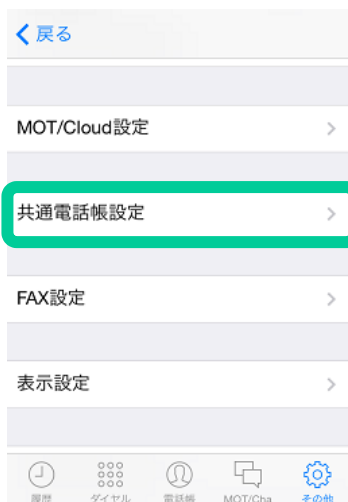 戻る
MOT/Cloud設定
共通電話帳設定
FAX設定
表示設定
履歴 ダイヤル 電話帳 MOT/Cha その他